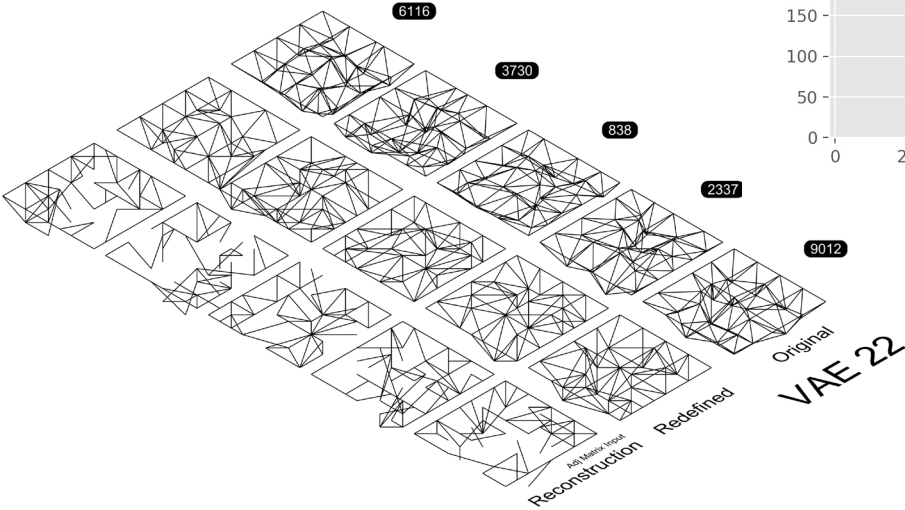 6116
3730
838
2337
9012
150
100
50
0
0
2
Original
VAE 22
Redefined
Adj Matrix Input
Reconstruction